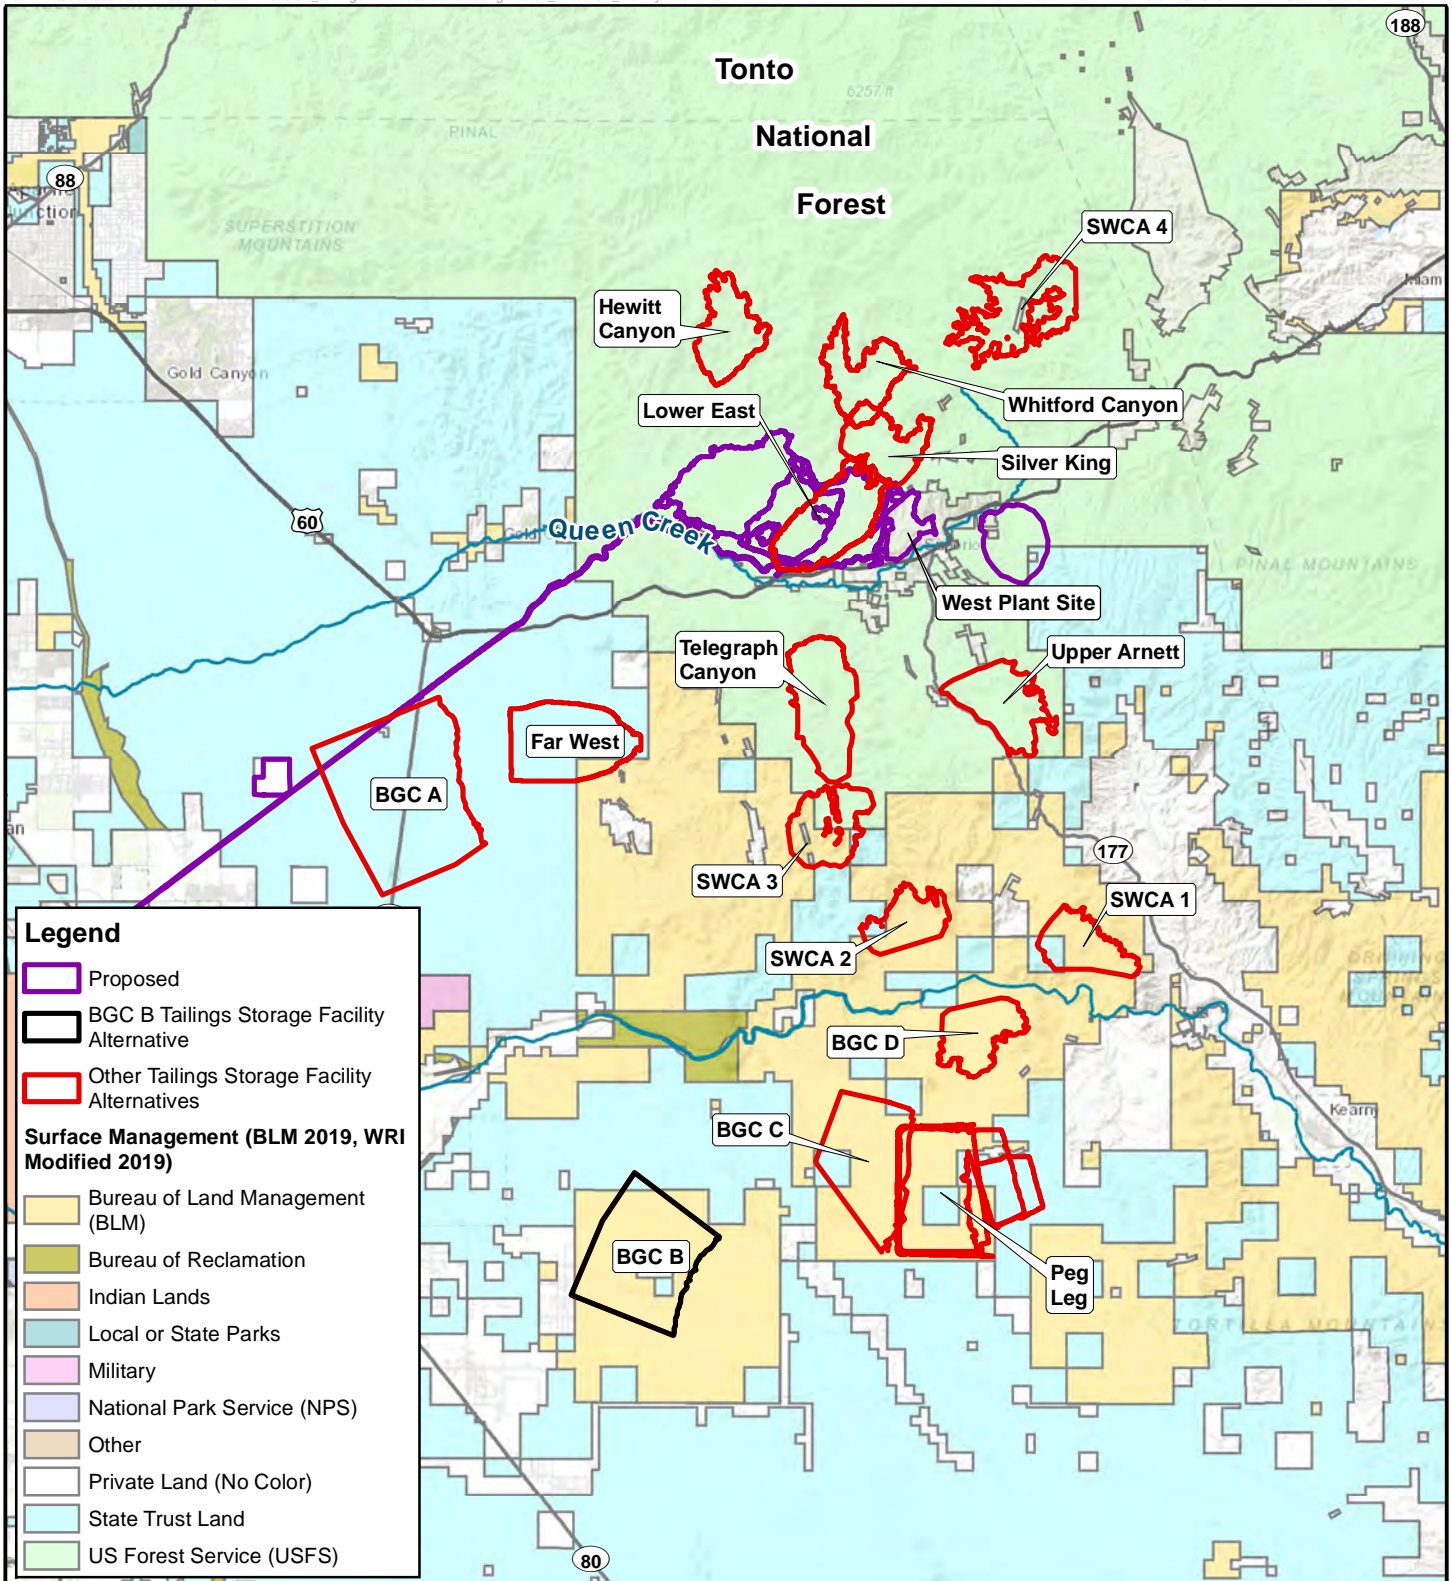 188
Tonto
6257 ft
National
PINAL
Forest
88
Junction
SUPERSTITION
MOUNTAINS
SWCA 4
Hewitt
Canyon
Gold Canyon
Whitford Canyon
Lower East
Silver King
60
Queen Creek
PINAL MOUNTAINS
West Plant Site
Telegraph
Canyon
Upper Arnett
Far West
BGC A
177
SWCA 3
SWCA 1
SWCA 2
BGC D
Kearny
BGC C
BGC B
Peg
Leg
TORTILLA MOUNTAINS
80
Legend
Proposed
BGC B Tailings Storage Facility
Alternative
Other Tailings Storage Facility
Alternatives
Surface Management (BLM 2019, WRI
Modified 2019)
Bureau of Land Management
(BLM)
Bureau of Reclamation
Indian Lands
Local or State Parks
Military
National Park Service (NPS)
Other
Private Land (No Color)
State Trust Land
US Forest Service (USFS)